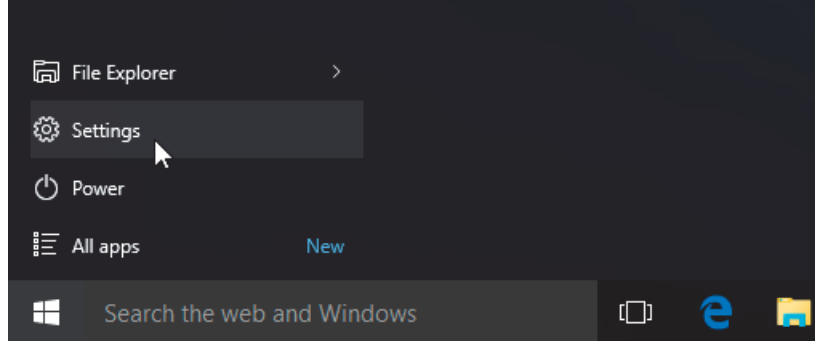 File Explorer
Settings
Power
All apps New
Search the web and Windows